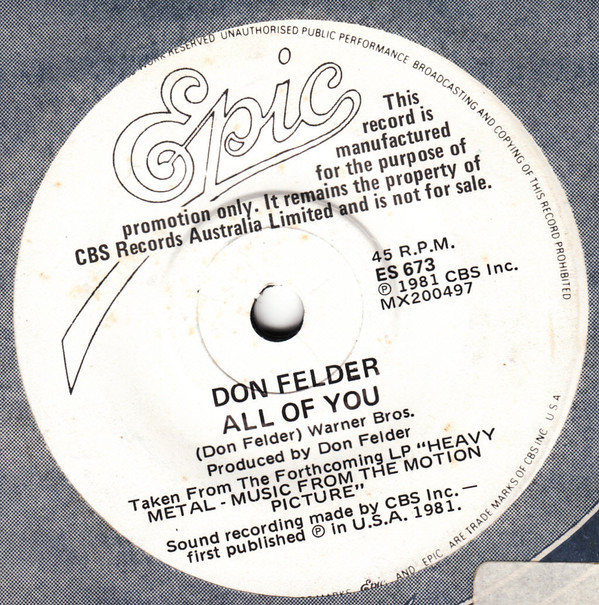 WORK RESERVED UNAUTHORISED PUBLIC PERFORMANCE BROADCASTING AND COPYING OF THIS RECORD PROHIBITED
Epic
This
record is
manufactured
for the purpose of
promotion only. It remains the property of
CBS Records Australia Limited and is not for sale.
45 R.P.M.
ES 673
℗ 1981 CBS Inc.
MX200497
DON FELDER
ALL OF YOU
(Don Felder) Warner Bros.
Produced by Don Felder
Taken From The Forthcoming LP "HEAVY
METAL - MUSIC FROM THE MOTION
PICTURE"
Sound recording made by CBS Inc. —
first published ℗ in U.S.A. 1981.
Epic AND EPIC ARE TRADE MARKS OF CBS INC. U S A